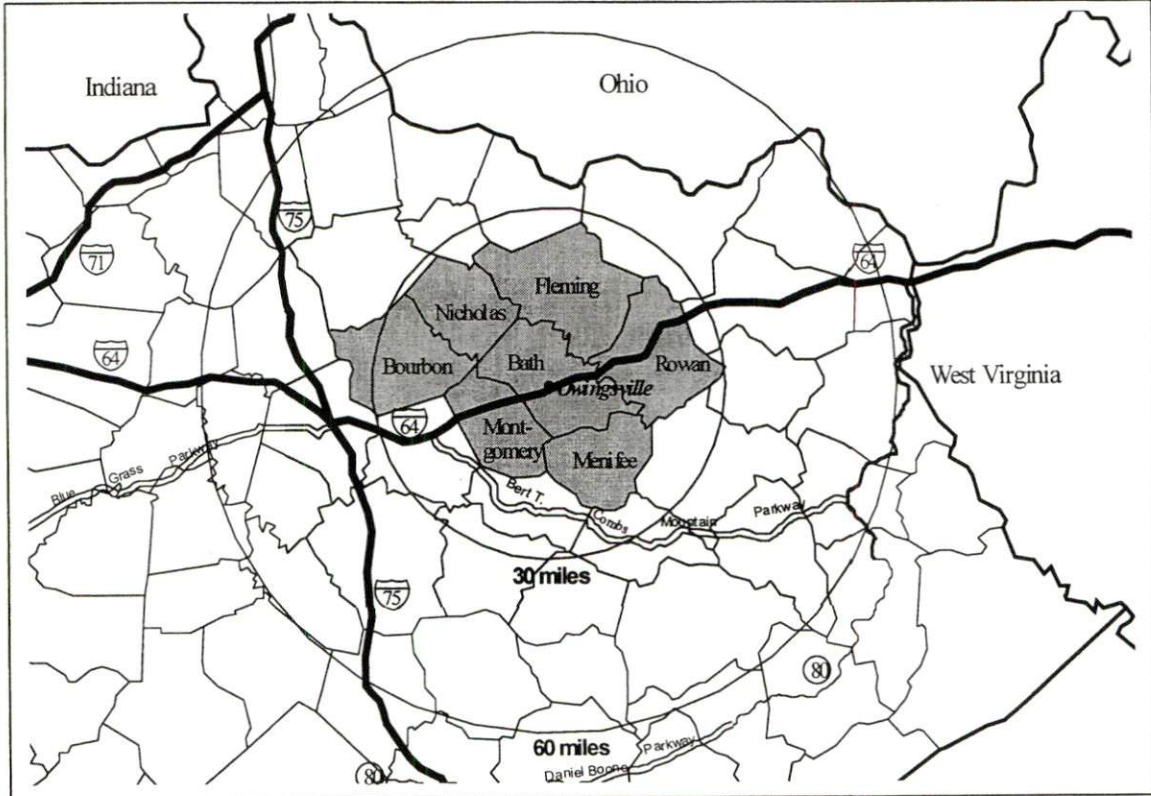 Indiana
Ohio
75
71
64
Fleming
Nicholas
64
Bourbon
Bath
Rowan
West Virginia
Owingsville
64
Mont-
gomery
Menifee
Blue Grass Parkway
Bert T. Combs Mountain Parkway
30 miles
75
80
60 miles
Daniel Boone Parkway
80